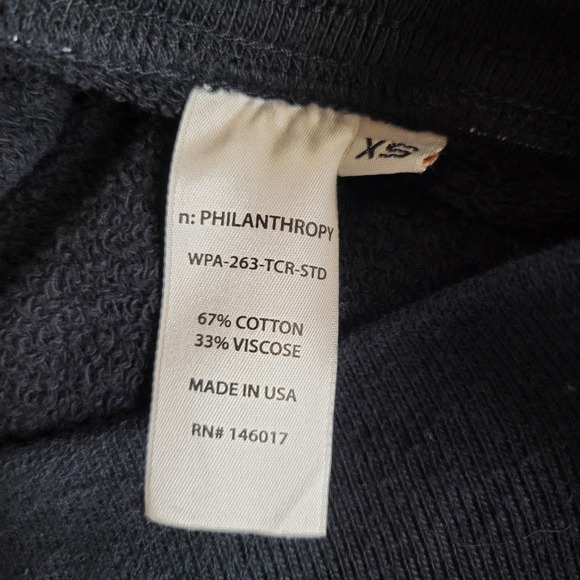 XS
n: PHILANTHROPY
WPA-263-TCR-STD
67% COTTON
33% VISCOSE
MADE IN USA
RN# 146017